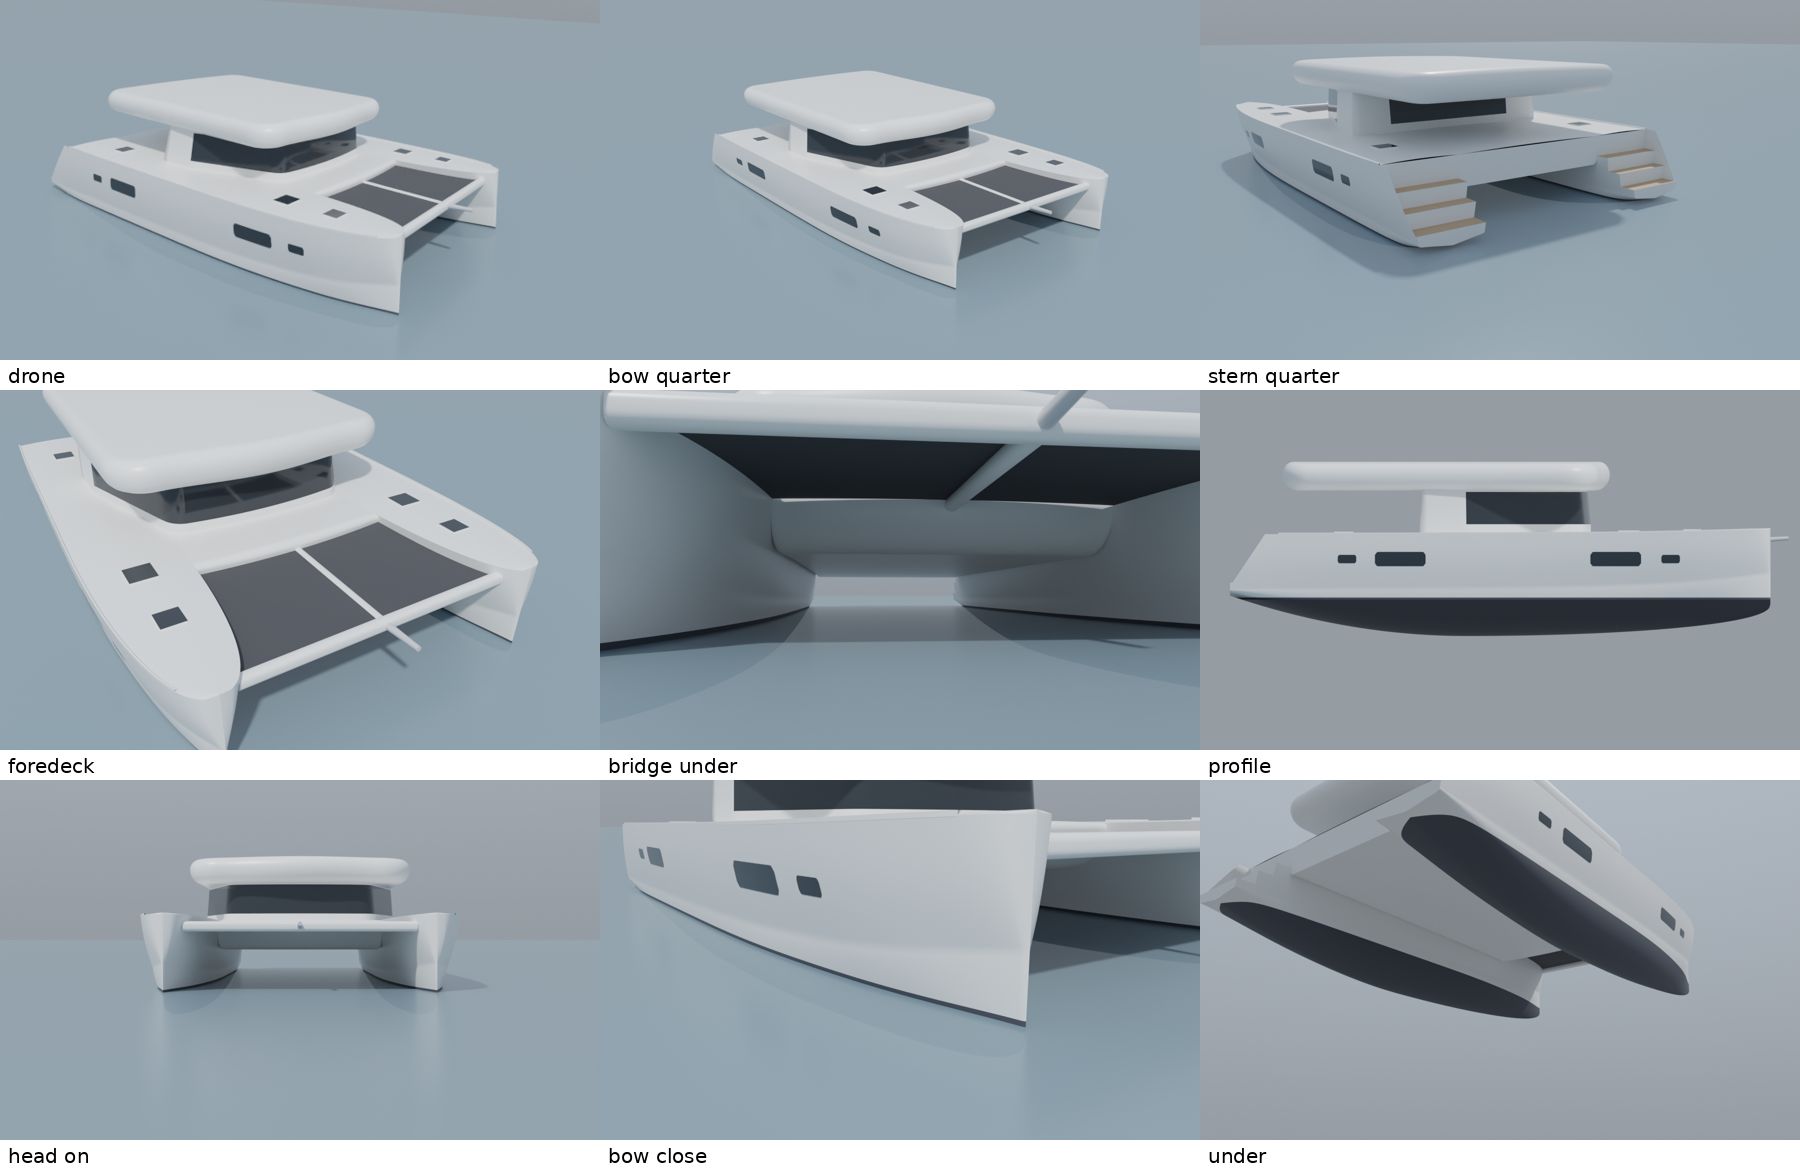 drone
bow quarter
stern quarter
foredeck
bridge under
profile
head on
bow close
under